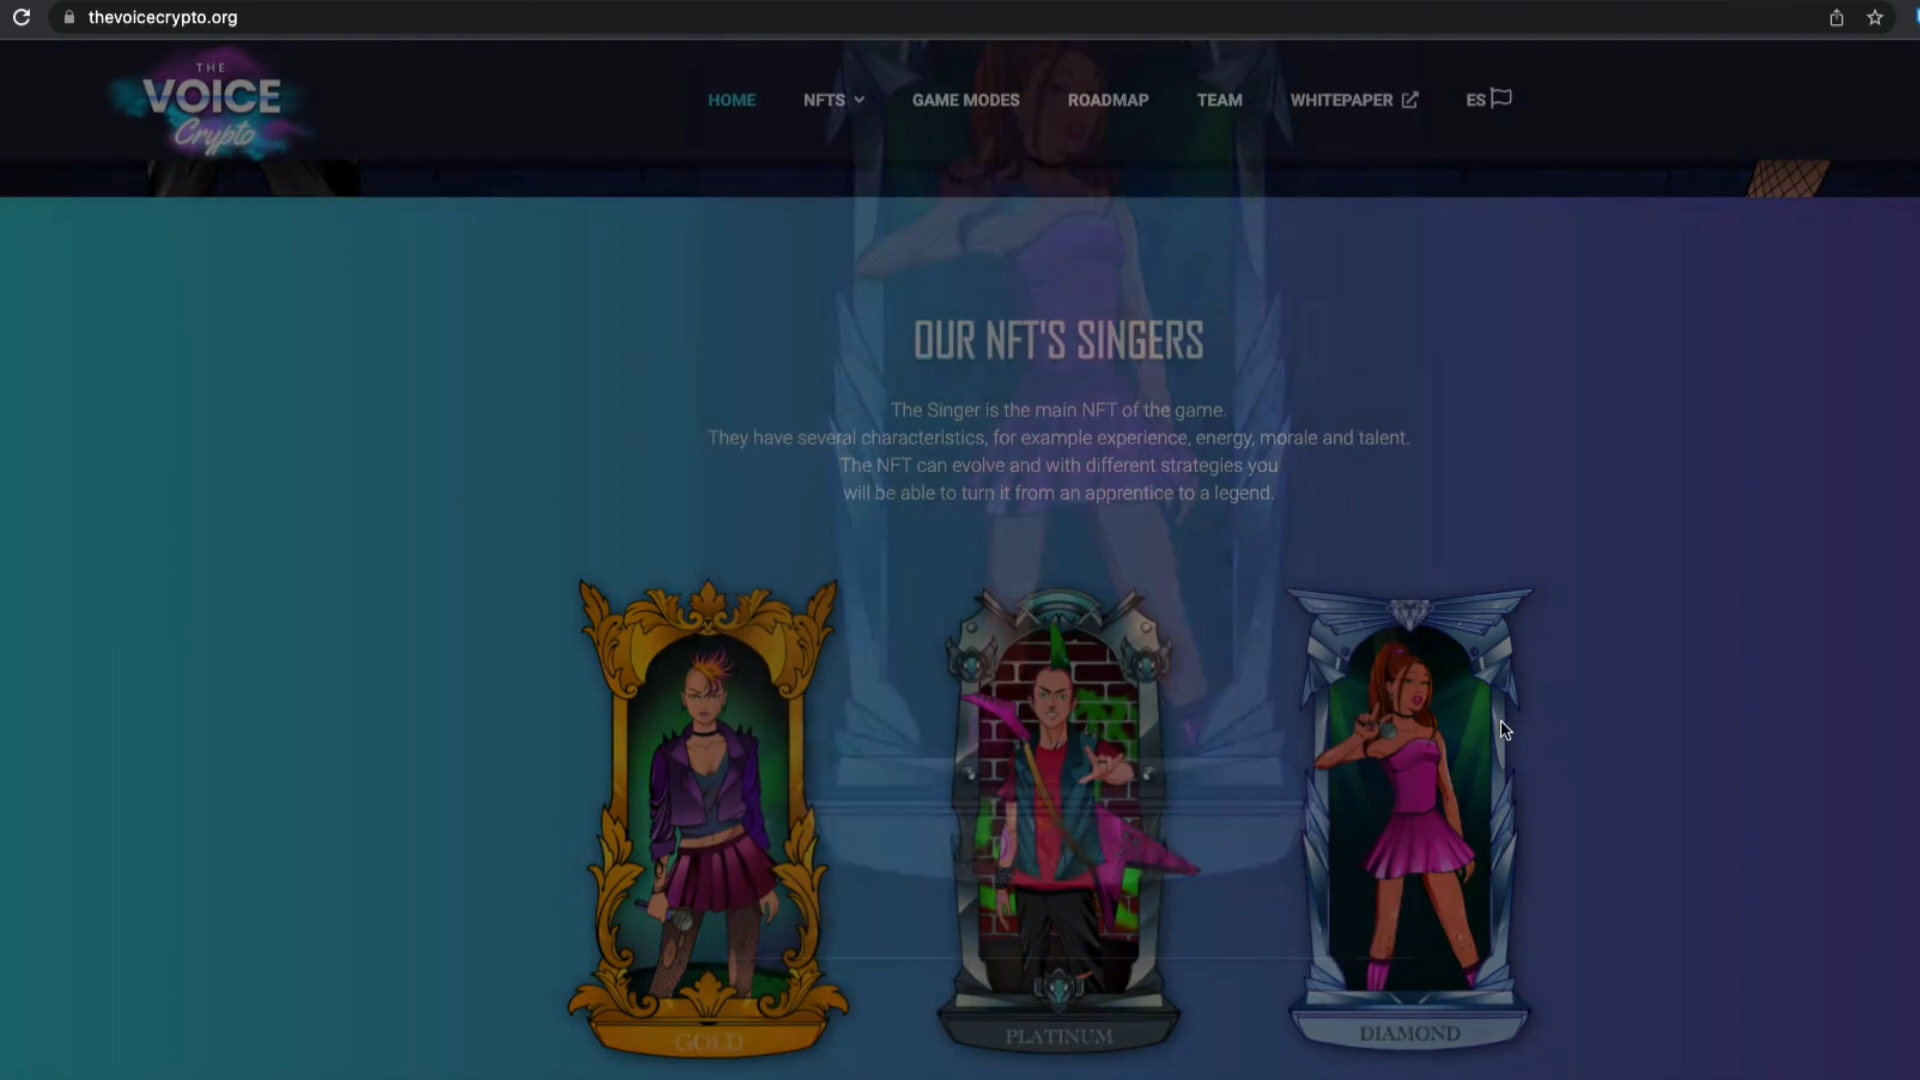 thevoicecrypto.org
THE
VOICE
Crypto
HOME NFTS GAME MODES ROADMAP TEAM WHITEPAPER ES
OUR NFT'S SINGERS
The Singer is the main NFT of the game.
They have several characteristics, for example experience, energy, morale and talent.
The NFT can evolve and with different strategies you
will be able to turn it from an apprentice to a legend.
GOLD PLATINUM DIAMOND